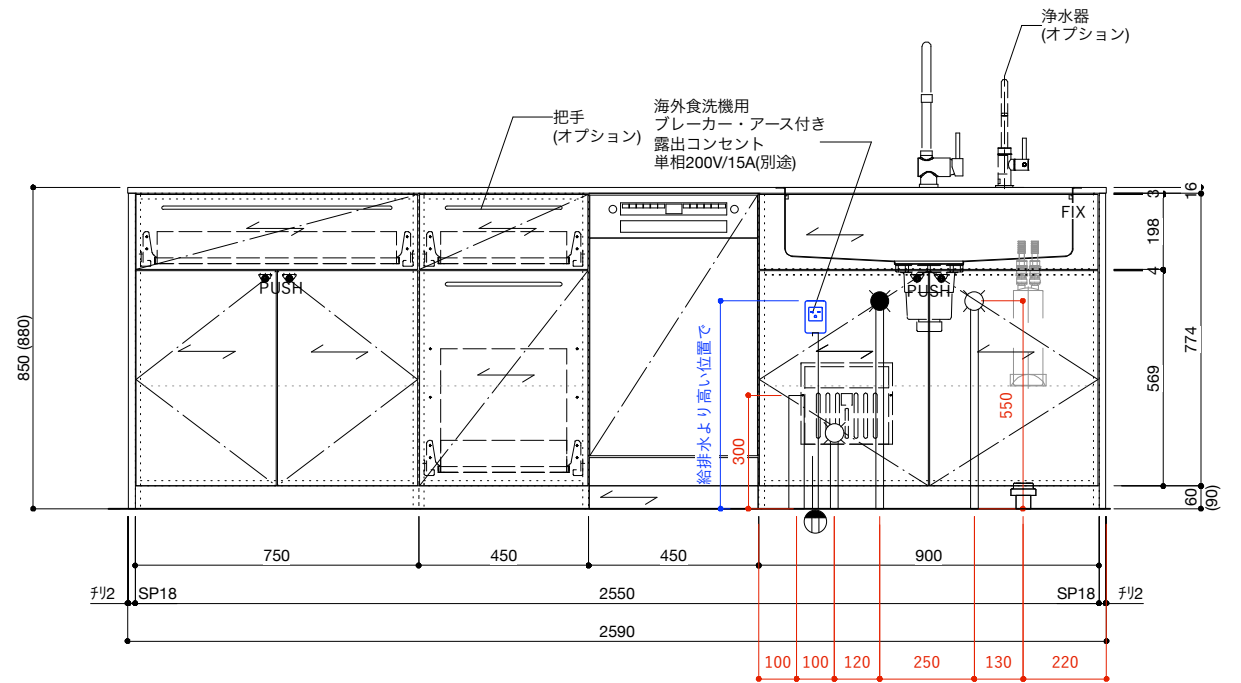 浄水器
(オプション)
把手
(オプション)
海外食洗機用
ブレーカー・アース付き
露出コンセント
単相200V/15A(別途)
FIX
PUSH
PUSH
850 (880)
給排水より高い位置で
300
550
3
16
198
4
569
774
60
(90)
750
450
450
900
ﾁﾘ2
SP18
2550
SP18
ﾁﾘ2
2590
100
100
120
250
130
220